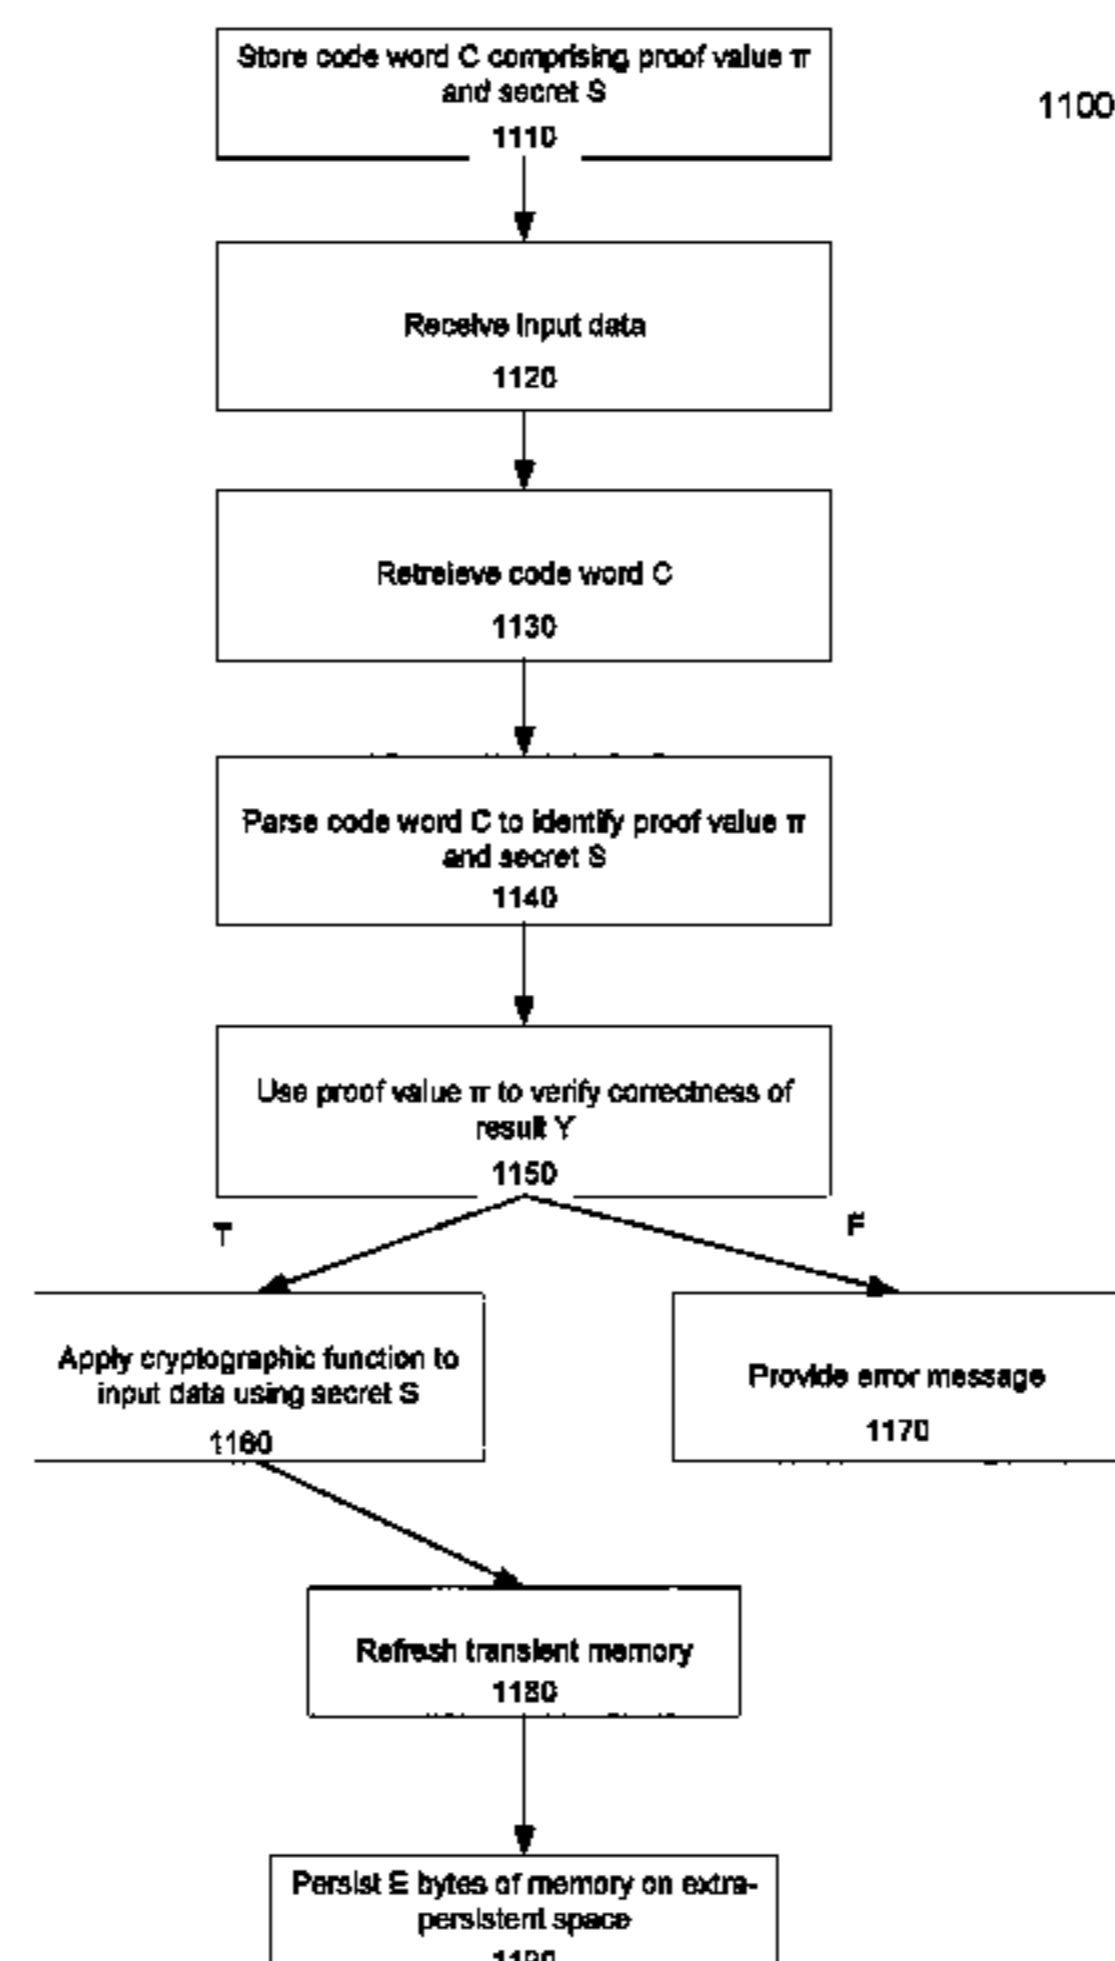 Store code word C comprising proof value π
and secret S
1110
1100
Receive input data
1120
Retreieve code word C
1130
Parse code word C to identify proof value π
and secret S
1140
Use proof value π to verify correctness of
result Y
1150
T
F
Apply cryptographic function to
input data using secret S
1160
Provide error message
1170
Refresh transient memory
1180
Persist E bytes of memory on extra-
persistent space
1190